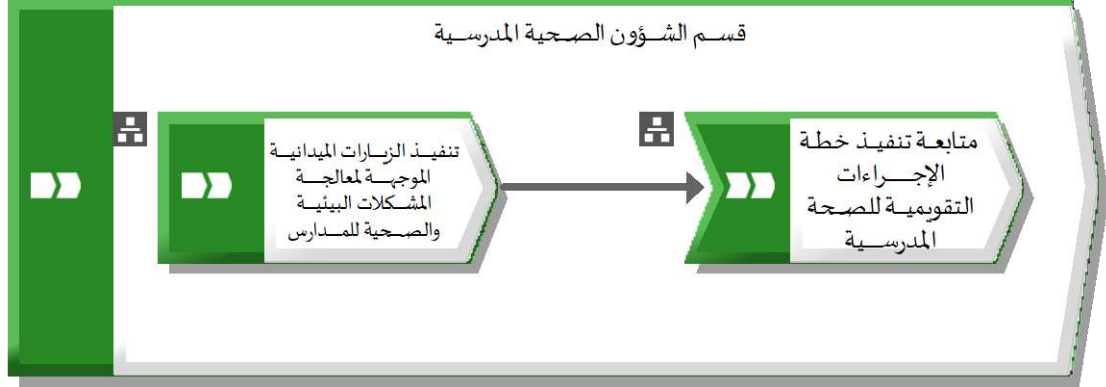 قسم الشؤون الصحية المدرسية
تنفيذ الزيارات الميدانية
الموجهة لمعالجة
المشكلات البيئية
والصحية للمدارس
متابعة تنفيذ خطة
الإجراءات
التقويمية للصحة
المدرسية